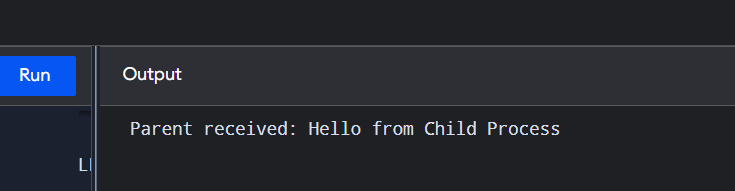 Run
Output
Parent received: Hello from Child Process